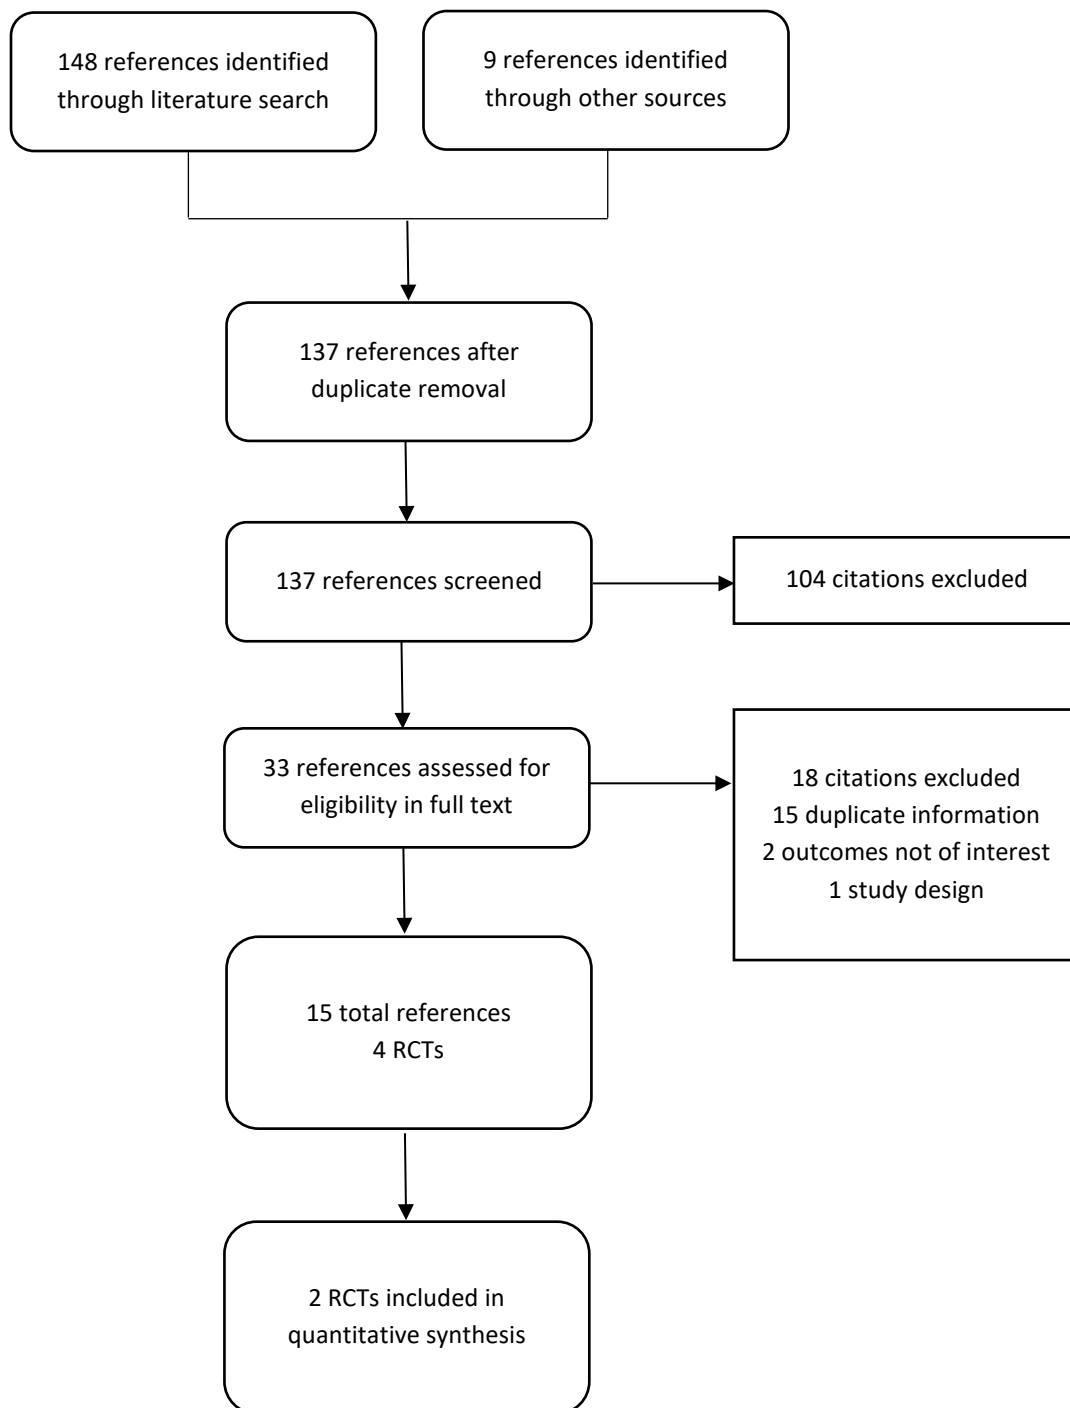 148 references identified
through literature search
9 references identified
through other sources
137 references after
duplicate removal
137 references screened
104 citations excluded
33 references assessed for
eligibility in full text
18 citations excluded
15 duplicate information
2 outcomes not of interest
1 study design
15 total references
4 RCTs
2 RCTs included in
quantitative synthesis